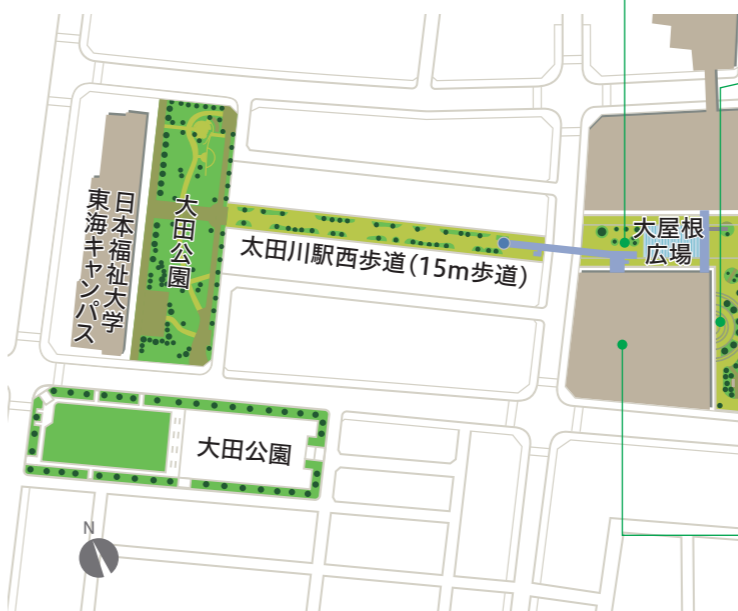 日本福祉大学
東海キャンパス
大田公園
太田川駅西歩道(15m歩道)
大屋根
広場
大田公園
N